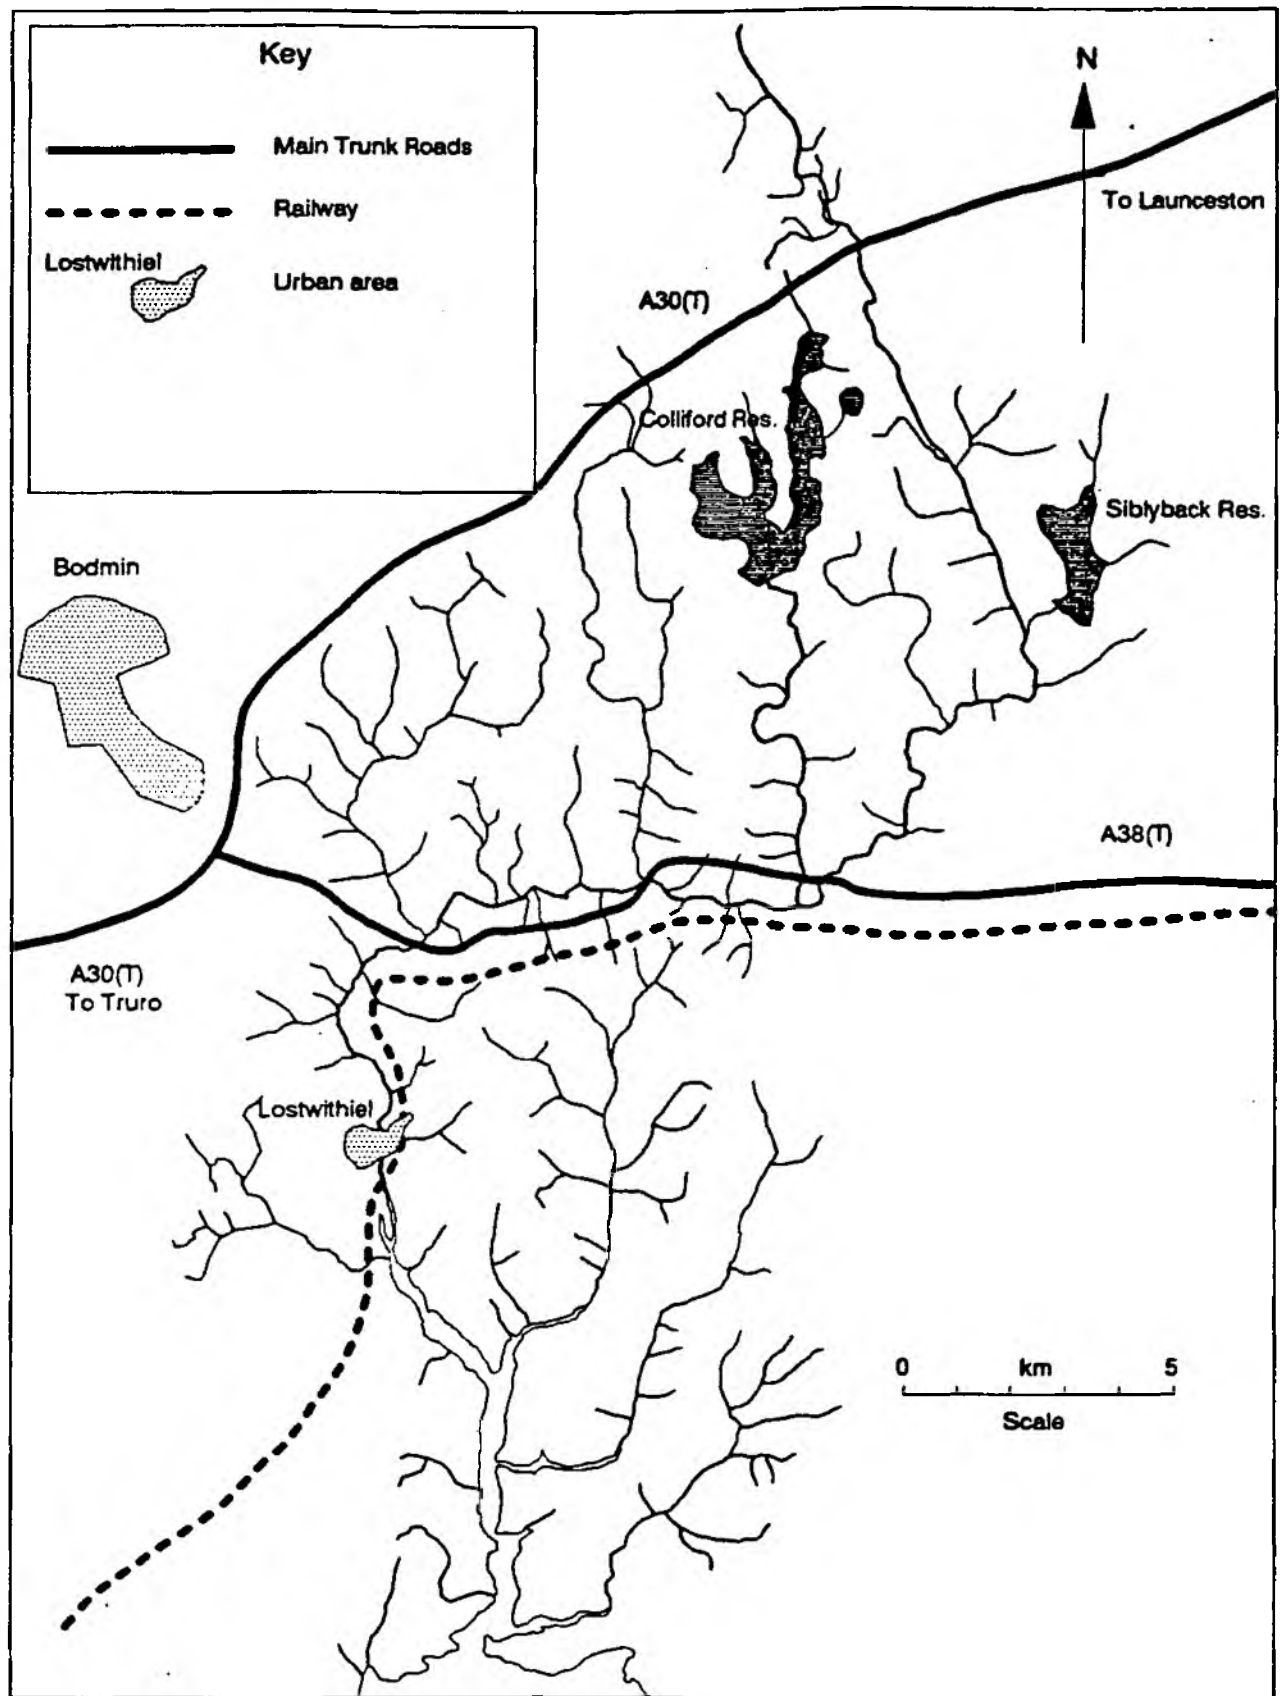 Key
Main Trunk Roads
Railway
Lostwithiel
Urban area
N
To Launceston
A30(T)
Colliford Res.
Siblyback Res.
Bodmin
A38(T)
A30(T)
To Truro
Lostwithiel
0 km 5
Scale